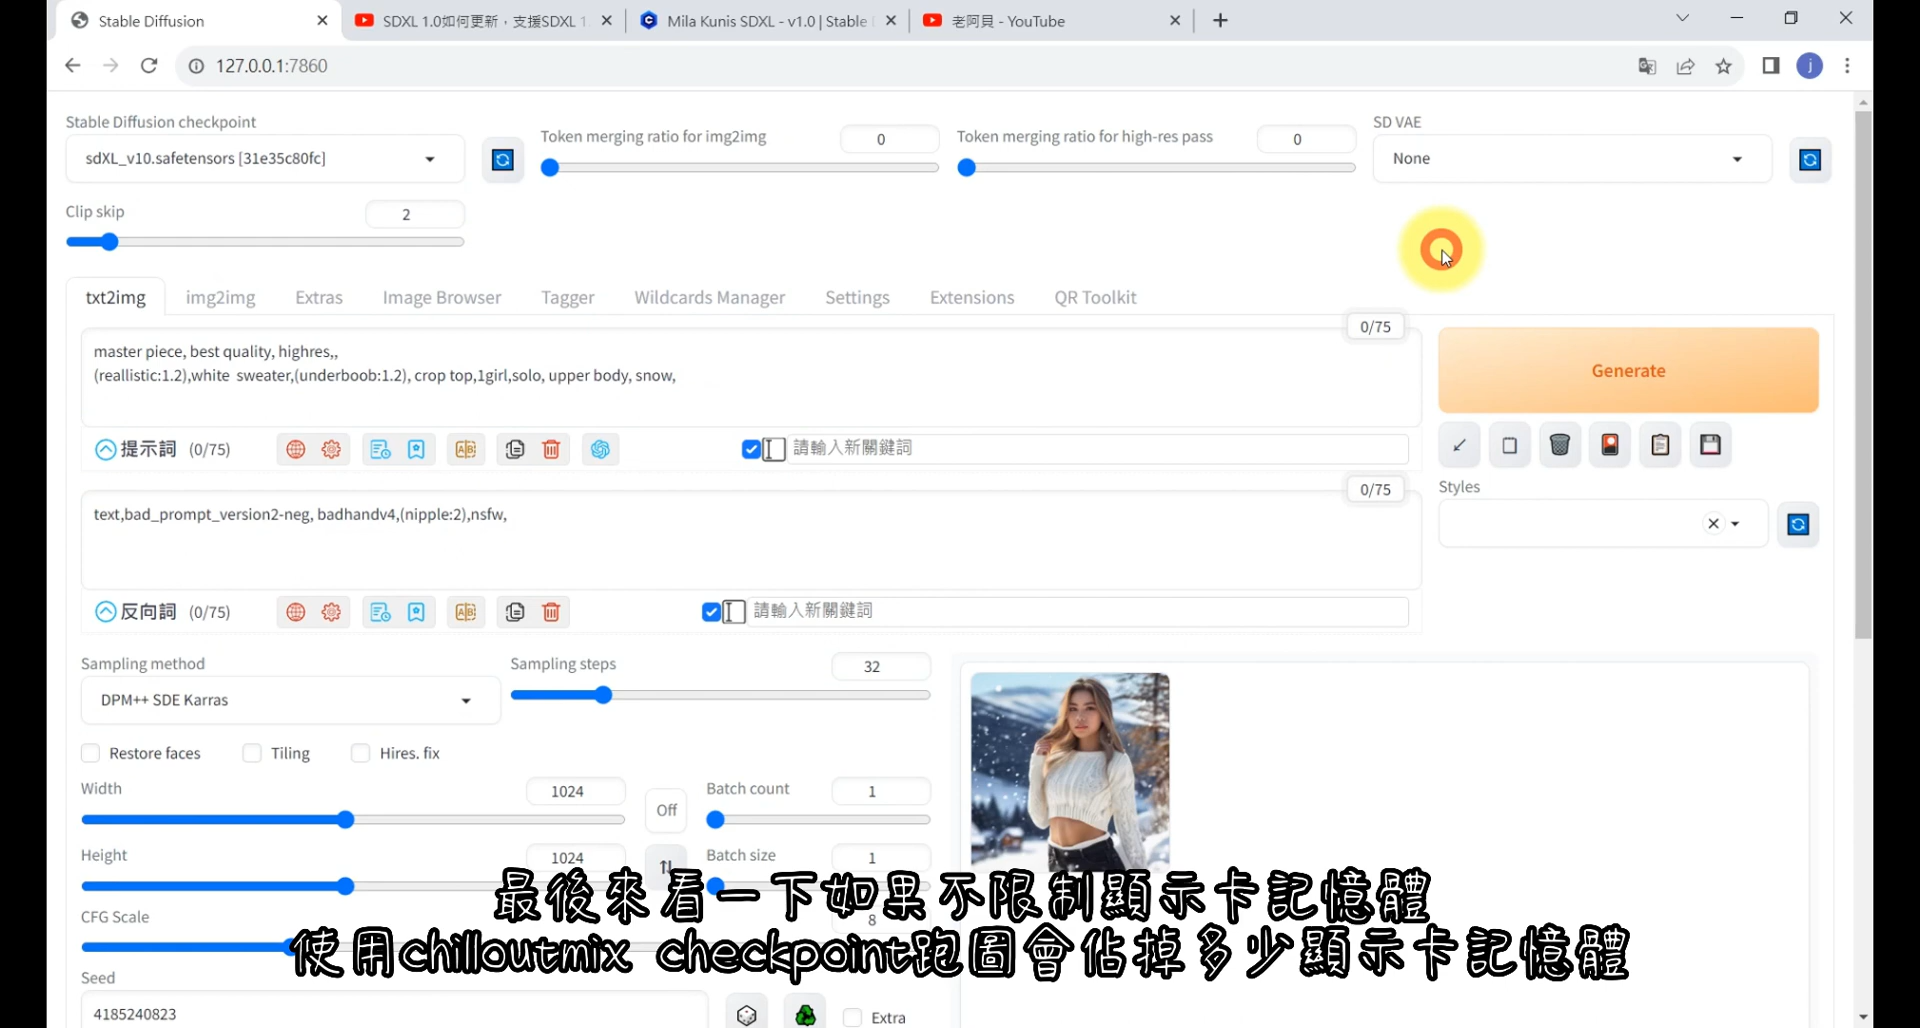 Stable Diffusion
SDXL 1.0如何更新，支援SDXL 1.
Mila Kunis SDXL - v1.0 | Stable D
老阿貝 - YouTube
127.0.0.1:7860
j
Stable Diffusion checkpoint
sdXL_v10.safetensors [31e35c80fc]
Token merging ratio for img2img
0
Token merging ratio for high-res pass
0
SD VAE
None
Clip skip
2
txt2img
img2img
Extras
Image Browser
Tagger
Wildcards Manager
Settings
Extensions
QR Toolkit
0/75
master piece, best quality, highres,,
(reallistic:1.2),white sweater,(underboob:1.2), crop top,1girl,solo, upper body, snow,
Generate
提示詞 (0/75)
請輸入新關鍵詞
0/75
Styles
text,bad_prompt_version2-neg, badhandv4,(nipple:2),nsfw,
反向詞 (0/75)
請輸入新關鍵詞
Sampling method
DPM++ SDE Karras
Sampling steps
32
Restore faces
Tiling
Hires. fix
Width
1024
Off
Batch count
1
Height
1024
Batch size
1
CFG Scale
8
最後來看一下如果不限制顯示卡記憶體
使用chilloutmix checkpoint跑圖會佔掉多少顯示卡記憶體
Seed
4185240823
Extra